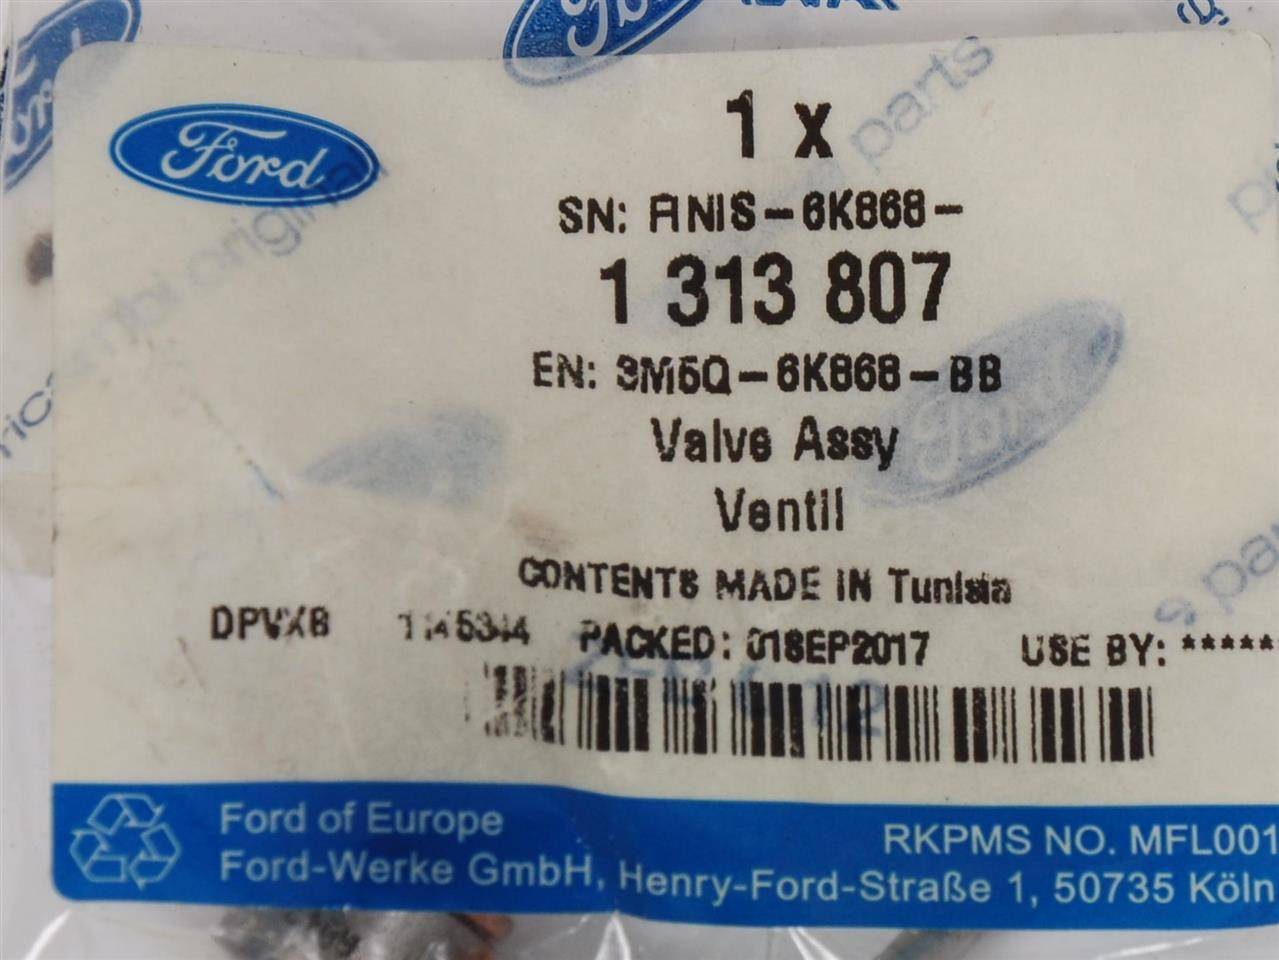 Ford
1 x
SN: FINIS-6K868-
1 313 807
EN: 3M5Q-6K868-BB
Valve Assy
Ventil
CONTENTS MADE IN Tunisia
DPVXB 1145344 PACKED: 01SEP2017 USE BY: *****
Ford of Europe
RKPMS NO. MFL001
Ford-Werke GmbH, Henry-Ford-Straße 1, 50735 Köln